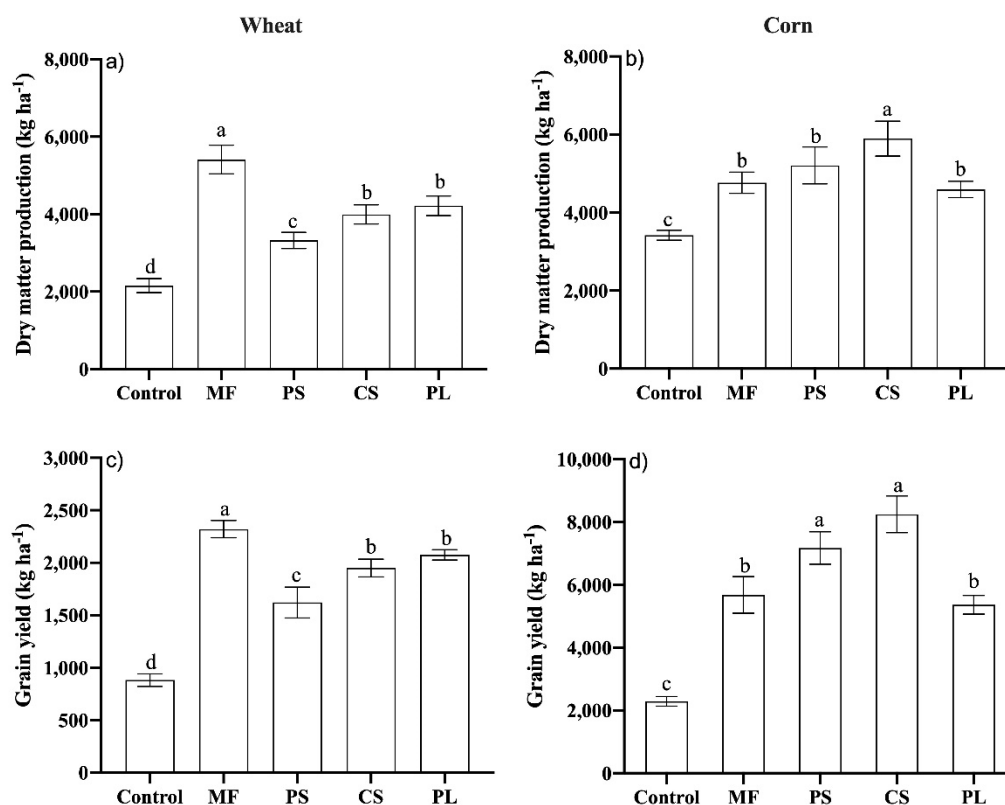 Wheat
Corn
a)
Dry matter production (kg ha⁻¹)
8,000
6,000
4,000
2,000
0
d
a
c
b
b
Control MF PS CS PL
b)
Dry matter production (kg ha⁻¹)
8,000
6,000
4,000
2,000
0
c
b
b
a
b
Control MF PS CS PL
c)
Grain yield (kg ha⁻¹)
3,000
2,500
2,000
1,500
1,000
500
0
d
a
c
b
b
Control MF PS CS PL
d)
Grain yield (kg ha⁻¹)
10,000
8,000
6,000
4,000
2,000
0
c
b
a
a
b
Control MF PS CS PL